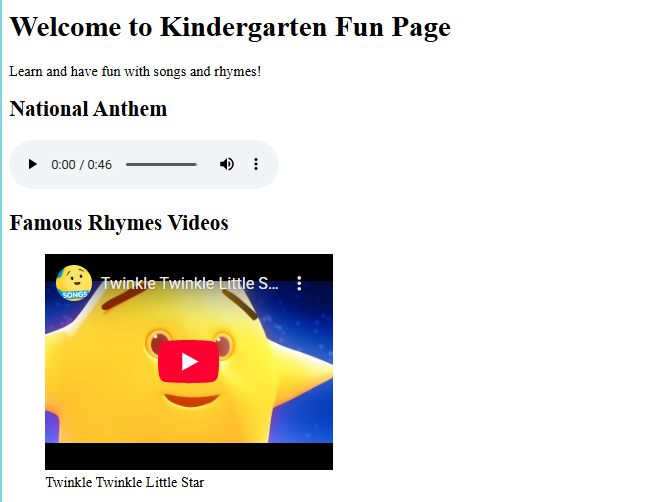 Welcome to Kindergarten Fun Page
Learn and have fun with songs and rhymes!
National Anthem
0:00 / 0:46
Famous Rhymes Videos
Twinkle Twinkle Little S...
SONGS
Twinkle Twinkle Little Star